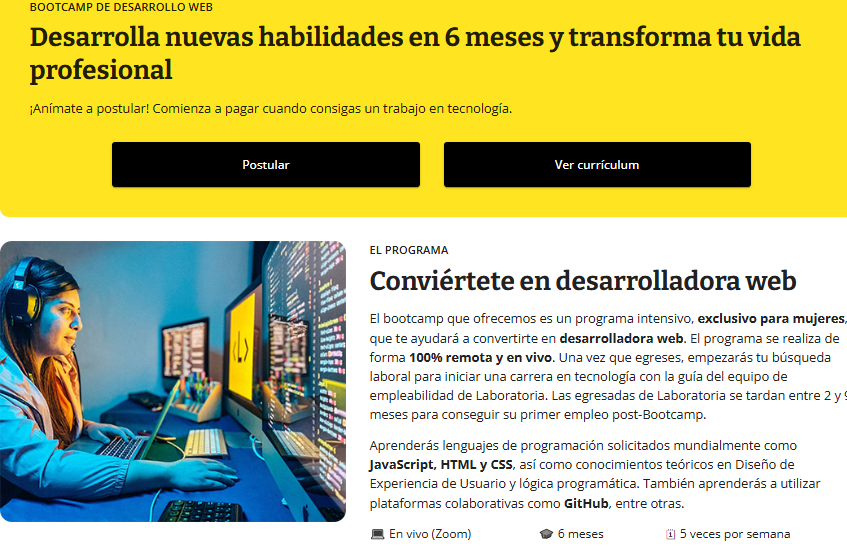 BOOTCAMP DE DESARROLLO WEB
Desarrolla nuevas habilidades en 6 meses y transforma tu vida
profesional
¡Anímate a postular! Comienza a pagar cuando consigas un trabajo en tecnología.
Postular
Ver currículum
EL PROGRAMA
Conviértete en desarrolladora web
El bootcamp que ofrecemos es un programa intensivo, exclusivo para mujeres,
que te ayudará a convertirte en desarrolladora web. El programa se realiza de
forma 100% remota y en vivo. Una vez que egreses, empezarás tu búsqueda
laboral para iniciar una carrera en tecnología con la guía del equipo de
empleabilidad de Laboratoria. Las egresadas de Laboratoria se tardan entre 2 y 9
meses para conseguir su primer empleo post-Bootcamp.
Aprenderás lenguajes de programación solicitados mundialmente como
JavaScript, HTML y CSS, así como conocimientos teóricos en Diseño de
Experiencia de Usuario y lógica programática. También aprenderás a utilizar
plataformas colaborativas como GitHub, entre otras.
En vivo (Zoom)
6 meses
5 veces por semana